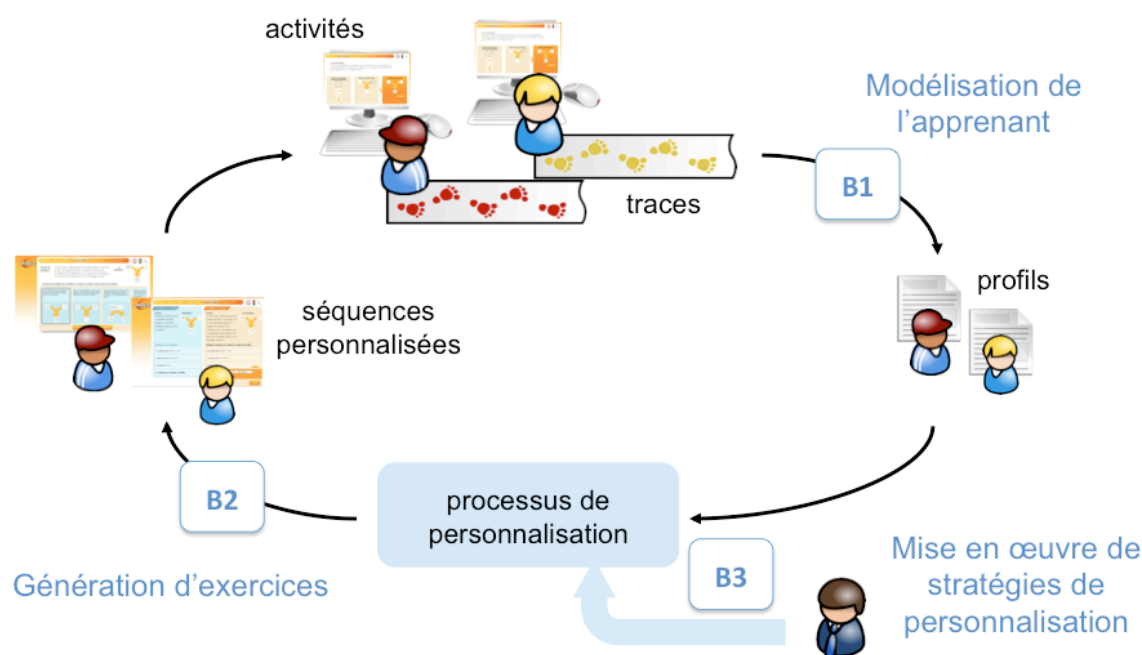 activités
Modélisation de
l'apprenant
B1
traces
profils
séquences
personnalisées
B2
processus de
personnalisation
B3
Génération d'exercices
Mise en œuvre de
stratégies de
personnalisation